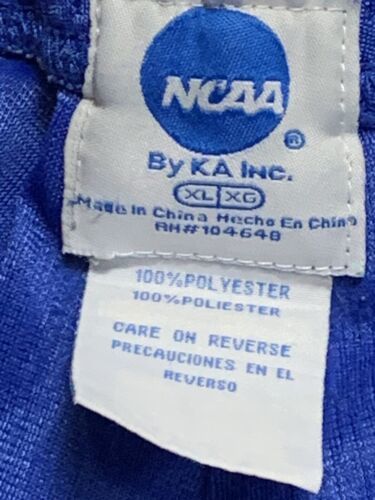 NCAA
®
By KA Inc.
XL XG
Made In China Hecho En China
RH#104648
100%POLYESTER
100%POLIESTER
CARE ON REVERSE
PRECAUCIONES EN EL
REVERSO